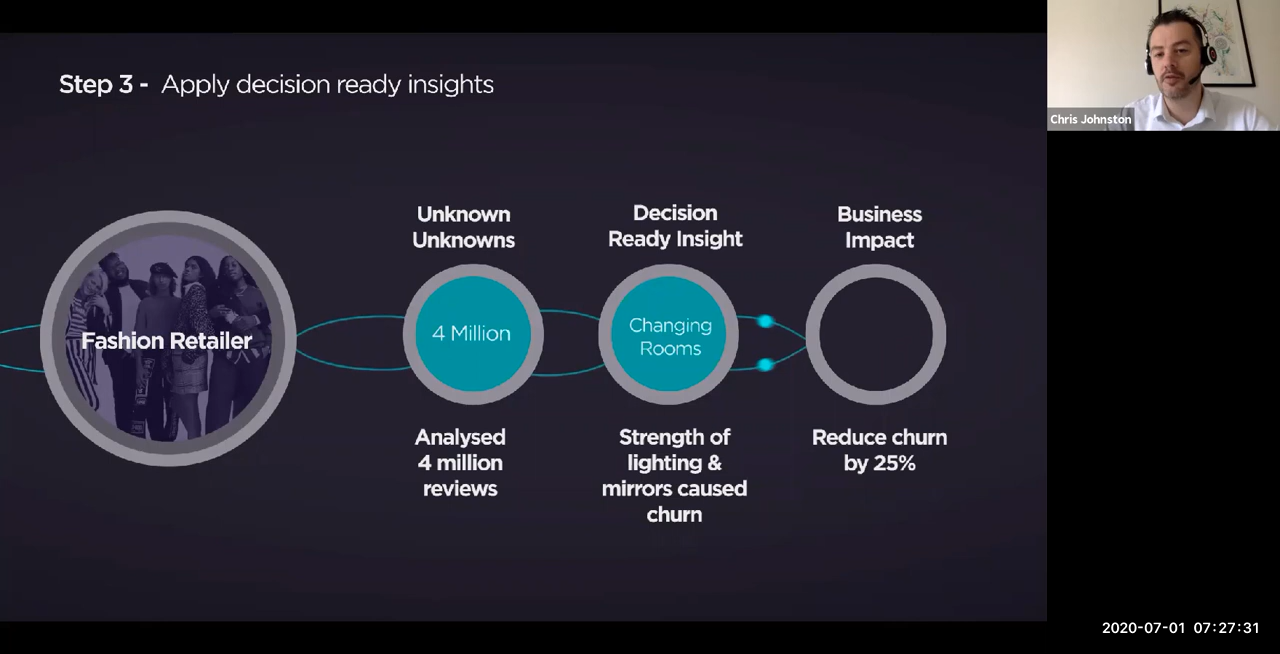 Step 3 - Apply decision ready insights
Chris Johnston
Fashion Retailer
Unknown
Unknowns
4 Million
Analysed
4 million
reviews
Decision
Ready Insight
Changing
Rooms
Strength of
lighting &
mirrors caused
churn
Business
Impact
Reduce churn
by 25%
2020-07-01 07:27:31